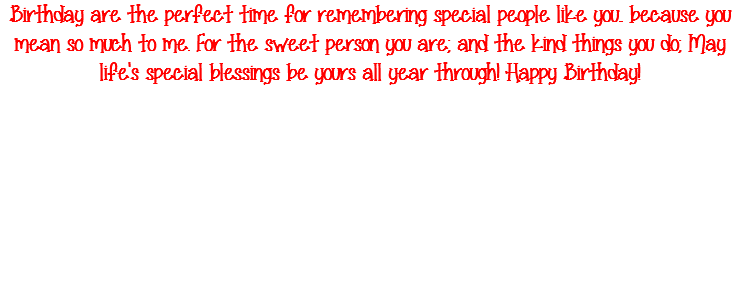 Birthday are the perfect time for remembering special people like you.. because you
mean so much to me. For the sweet person you are; and the kind things you do; May
life's special blessings be yours all year through! Happy Birthday!